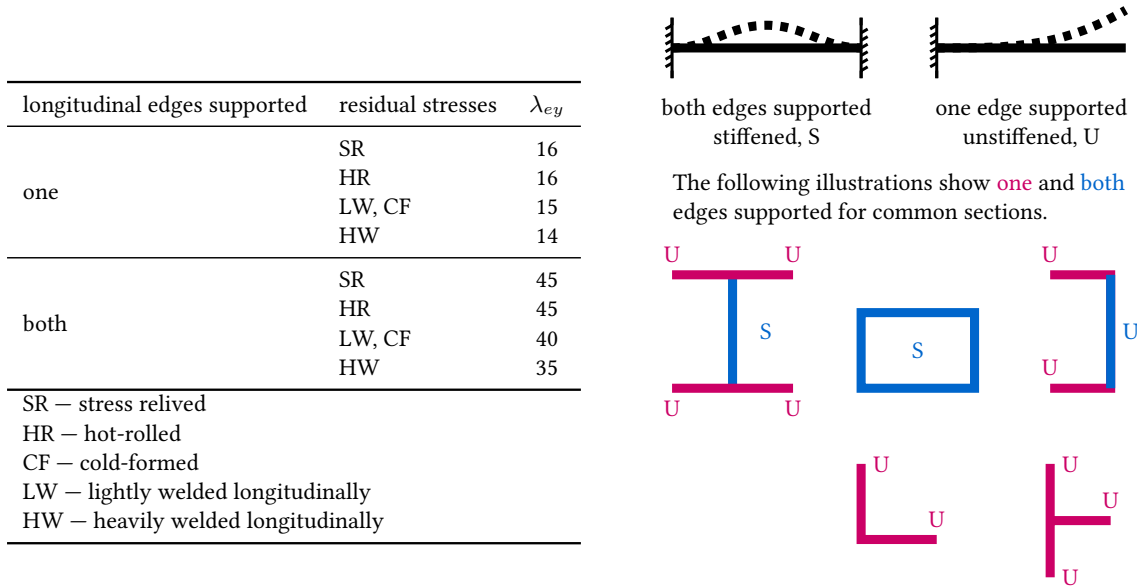 longitudinal edges supported residual stresses λey
one
SR 16
HR 16
LW, CF 15
HW 14
both
SR 45
HR 45
LW, CF 40
HW 35
SR — stress relived
HR — hot-rolled
CF — cold-formed
LW — lightly welded longitudinally
HW — heavily welded longitudinally
both edges supported
stiffened, S
one edge supported
unstiffened, U
The following illustrations show one and both
edges supported for common sections.
U U
S
U U
S
U
U
U
U
U
U
U
U